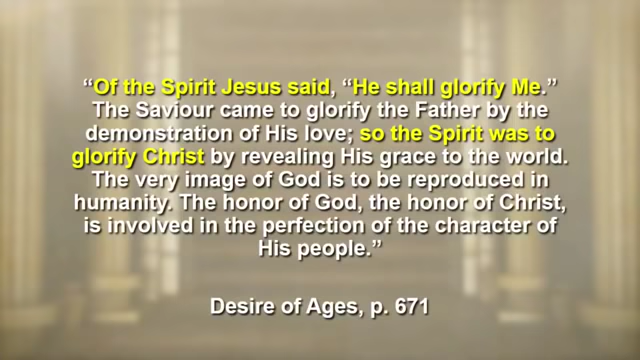 “Of the Spirit Jesus said, “He shall glorify Me.”
The Saviour came to glorify the Father by the
demonstration of His love; so the Spirit was to
glorify Christ by revealing His grace to the world.
The very image of God is to be reproduced in
humanity. The honor of God, the honor of Christ,
is involved in the perfection of the character of
His people.”
Desire of Ages, p. 671